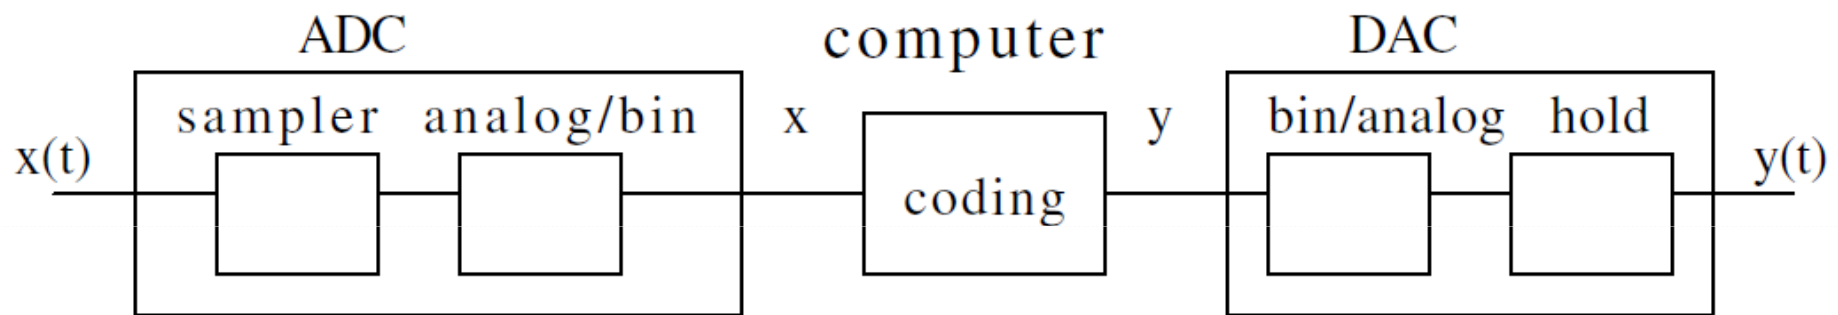 ADC computer DAC
sampler analog/bin x y bin/analog hold
x(t) y(t)
coding